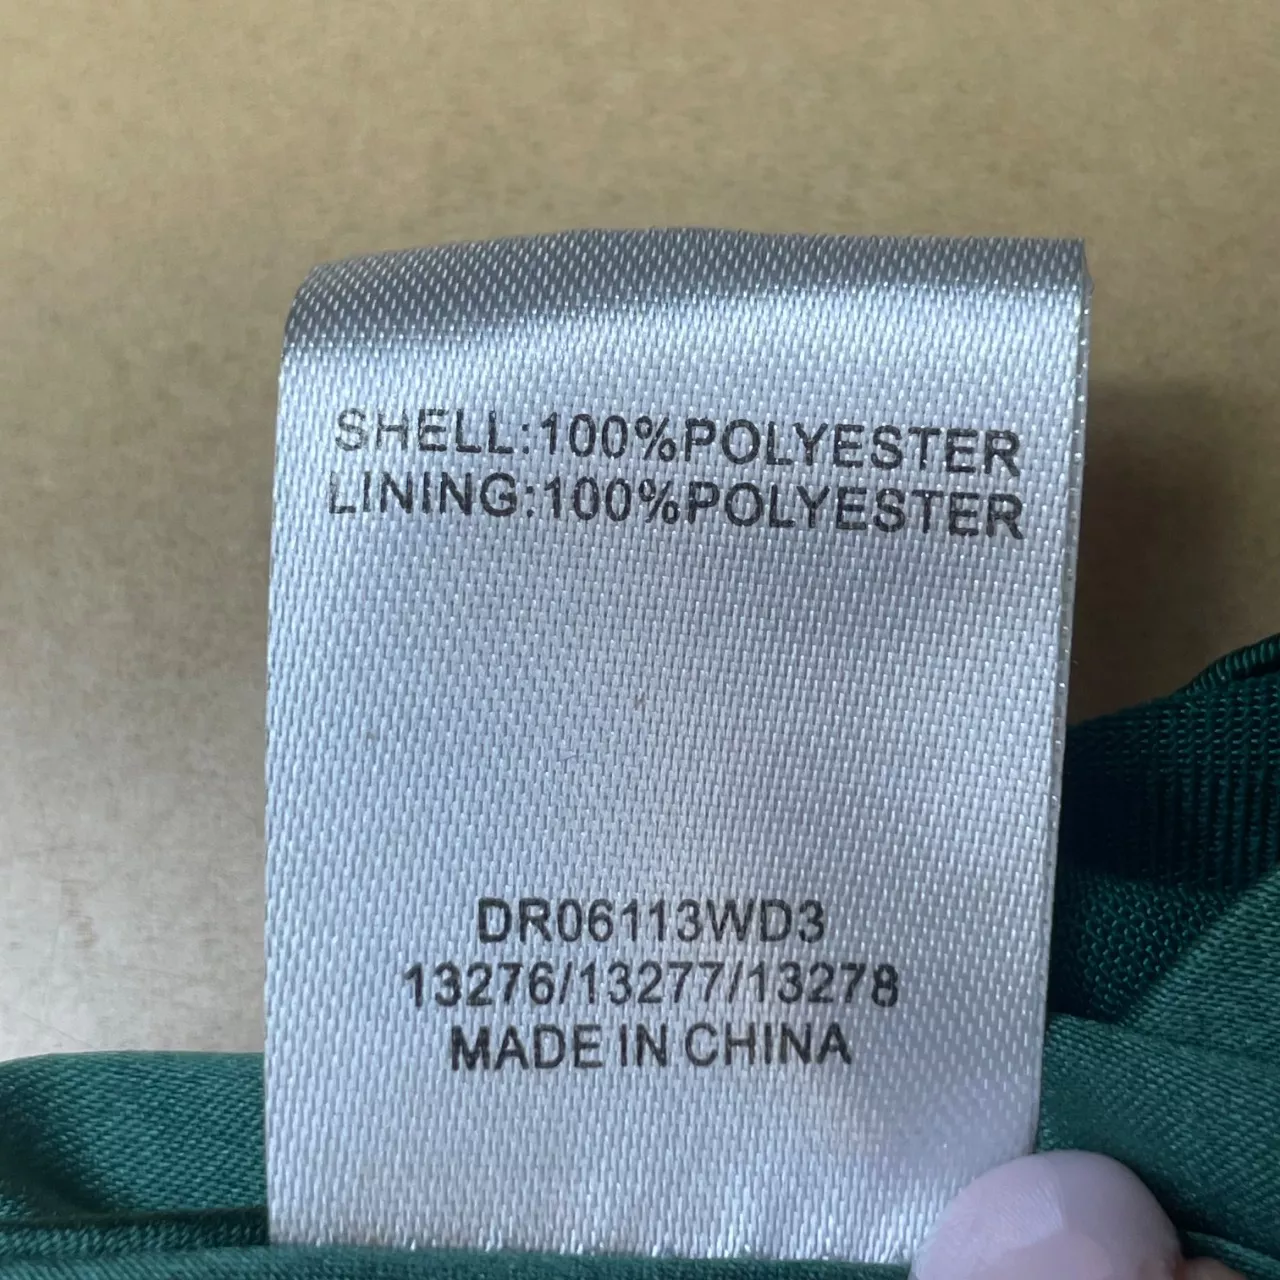 SHELL:100%POLYESTER
LINING:100%POLYESTER
DR06113WD3
13276/13277/13278
MADE IN CHINA